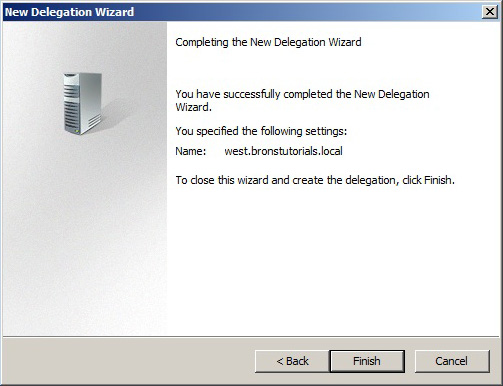 New Delegation Wizard
Completing the New Delegation Wizard
You have successfully completed the New Delegation
Wizard.
You specified the following settings:
Name: west.bronstutorials.local
To close this wizard and create the delegation, click Finish.
< Back Finish Cancel